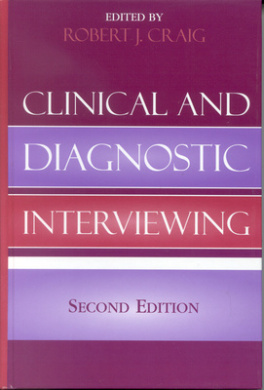 EDITED BY
ROBERT J. CRAIG
CLINICAL AND
DIAGNOSTIC
INTERVIEWING
SECOND EDITION